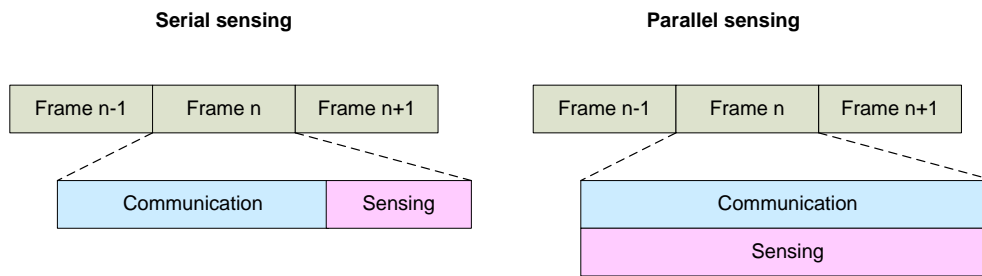 Serial sensing
Parallel sensing
Frame n-1 Frame n Frame n+1
Frame n-1 Frame n Frame n+1
Communication Sensing
Communication
Sensing